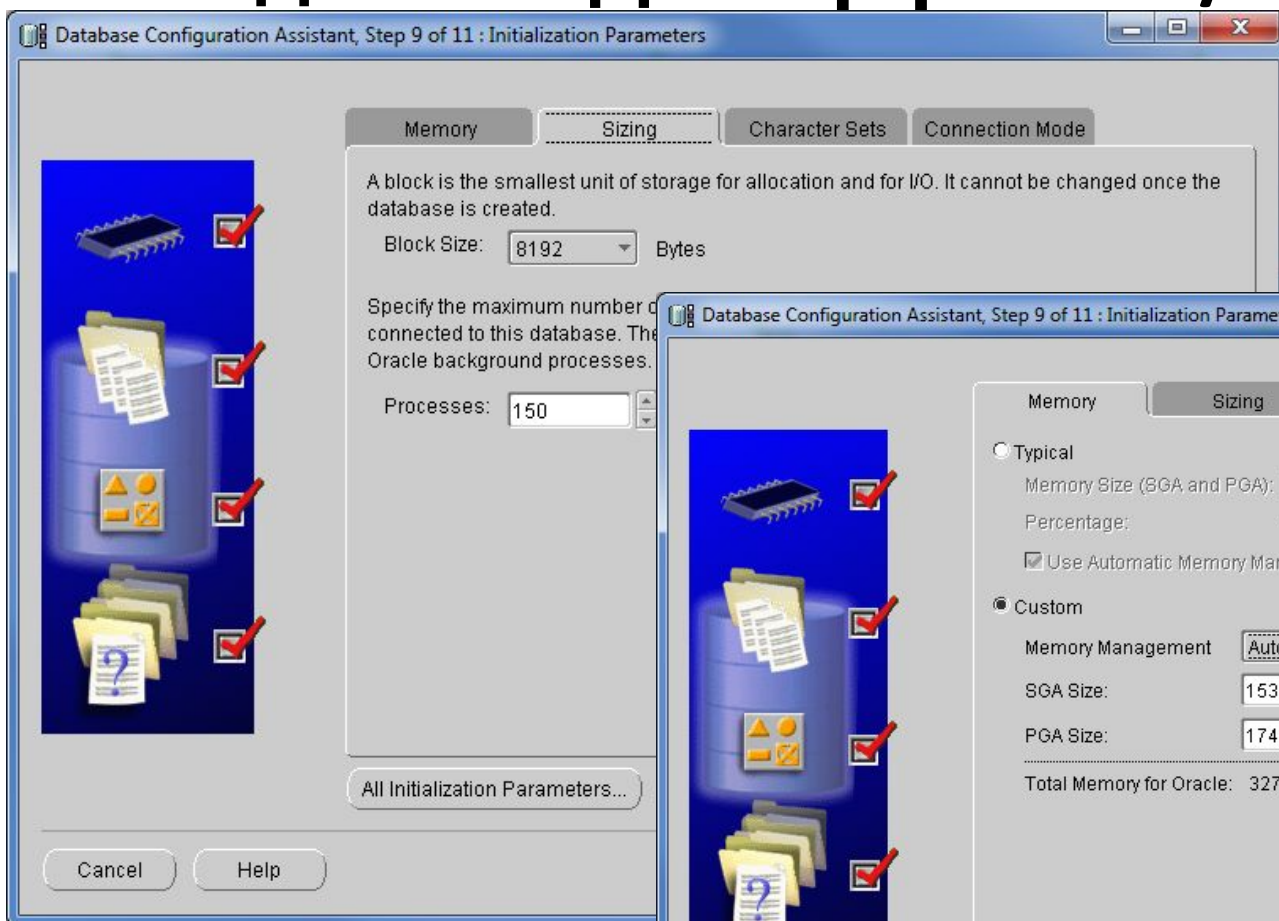 Database Configuration Assistant, Step 9 of 11 : Initialization Parameters
Memory Sizing Character Sets Connection Mode
A block is the smallest unit of storage for allocation and for I/O. It cannot be changed once the
database is created.
Block Size: 8192 Bytes
Specify the maximum number
connected to this database. The
Oracle background processes.
Processes: 150
All Initialization Parameters...
Cancel Help
Database Configuration Assistant, Step 9 of 11 : Initialization Parame
Memory Sizing
Typical
Memory Size (SGA and PGA):
Percentage:
Use Automatic Memory Mar
Custom
Memory Management Auto
SGA Size: 153
PGA Size: 174
Total Memory for Oracle: 327
?
?